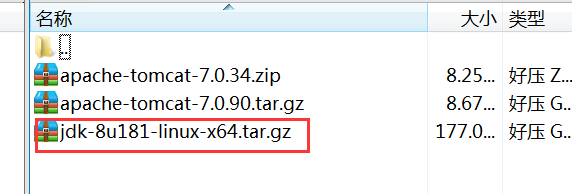 名称 大小 类型
..
apache-tomcat-7.0.34.zip 8.25... 好压 Z...
apache-tomcat-7.0.90.tar.gz 8.67... 好压 G...
jdk-8u181-linux-x64.tar.gz 177.0... 好压 G...